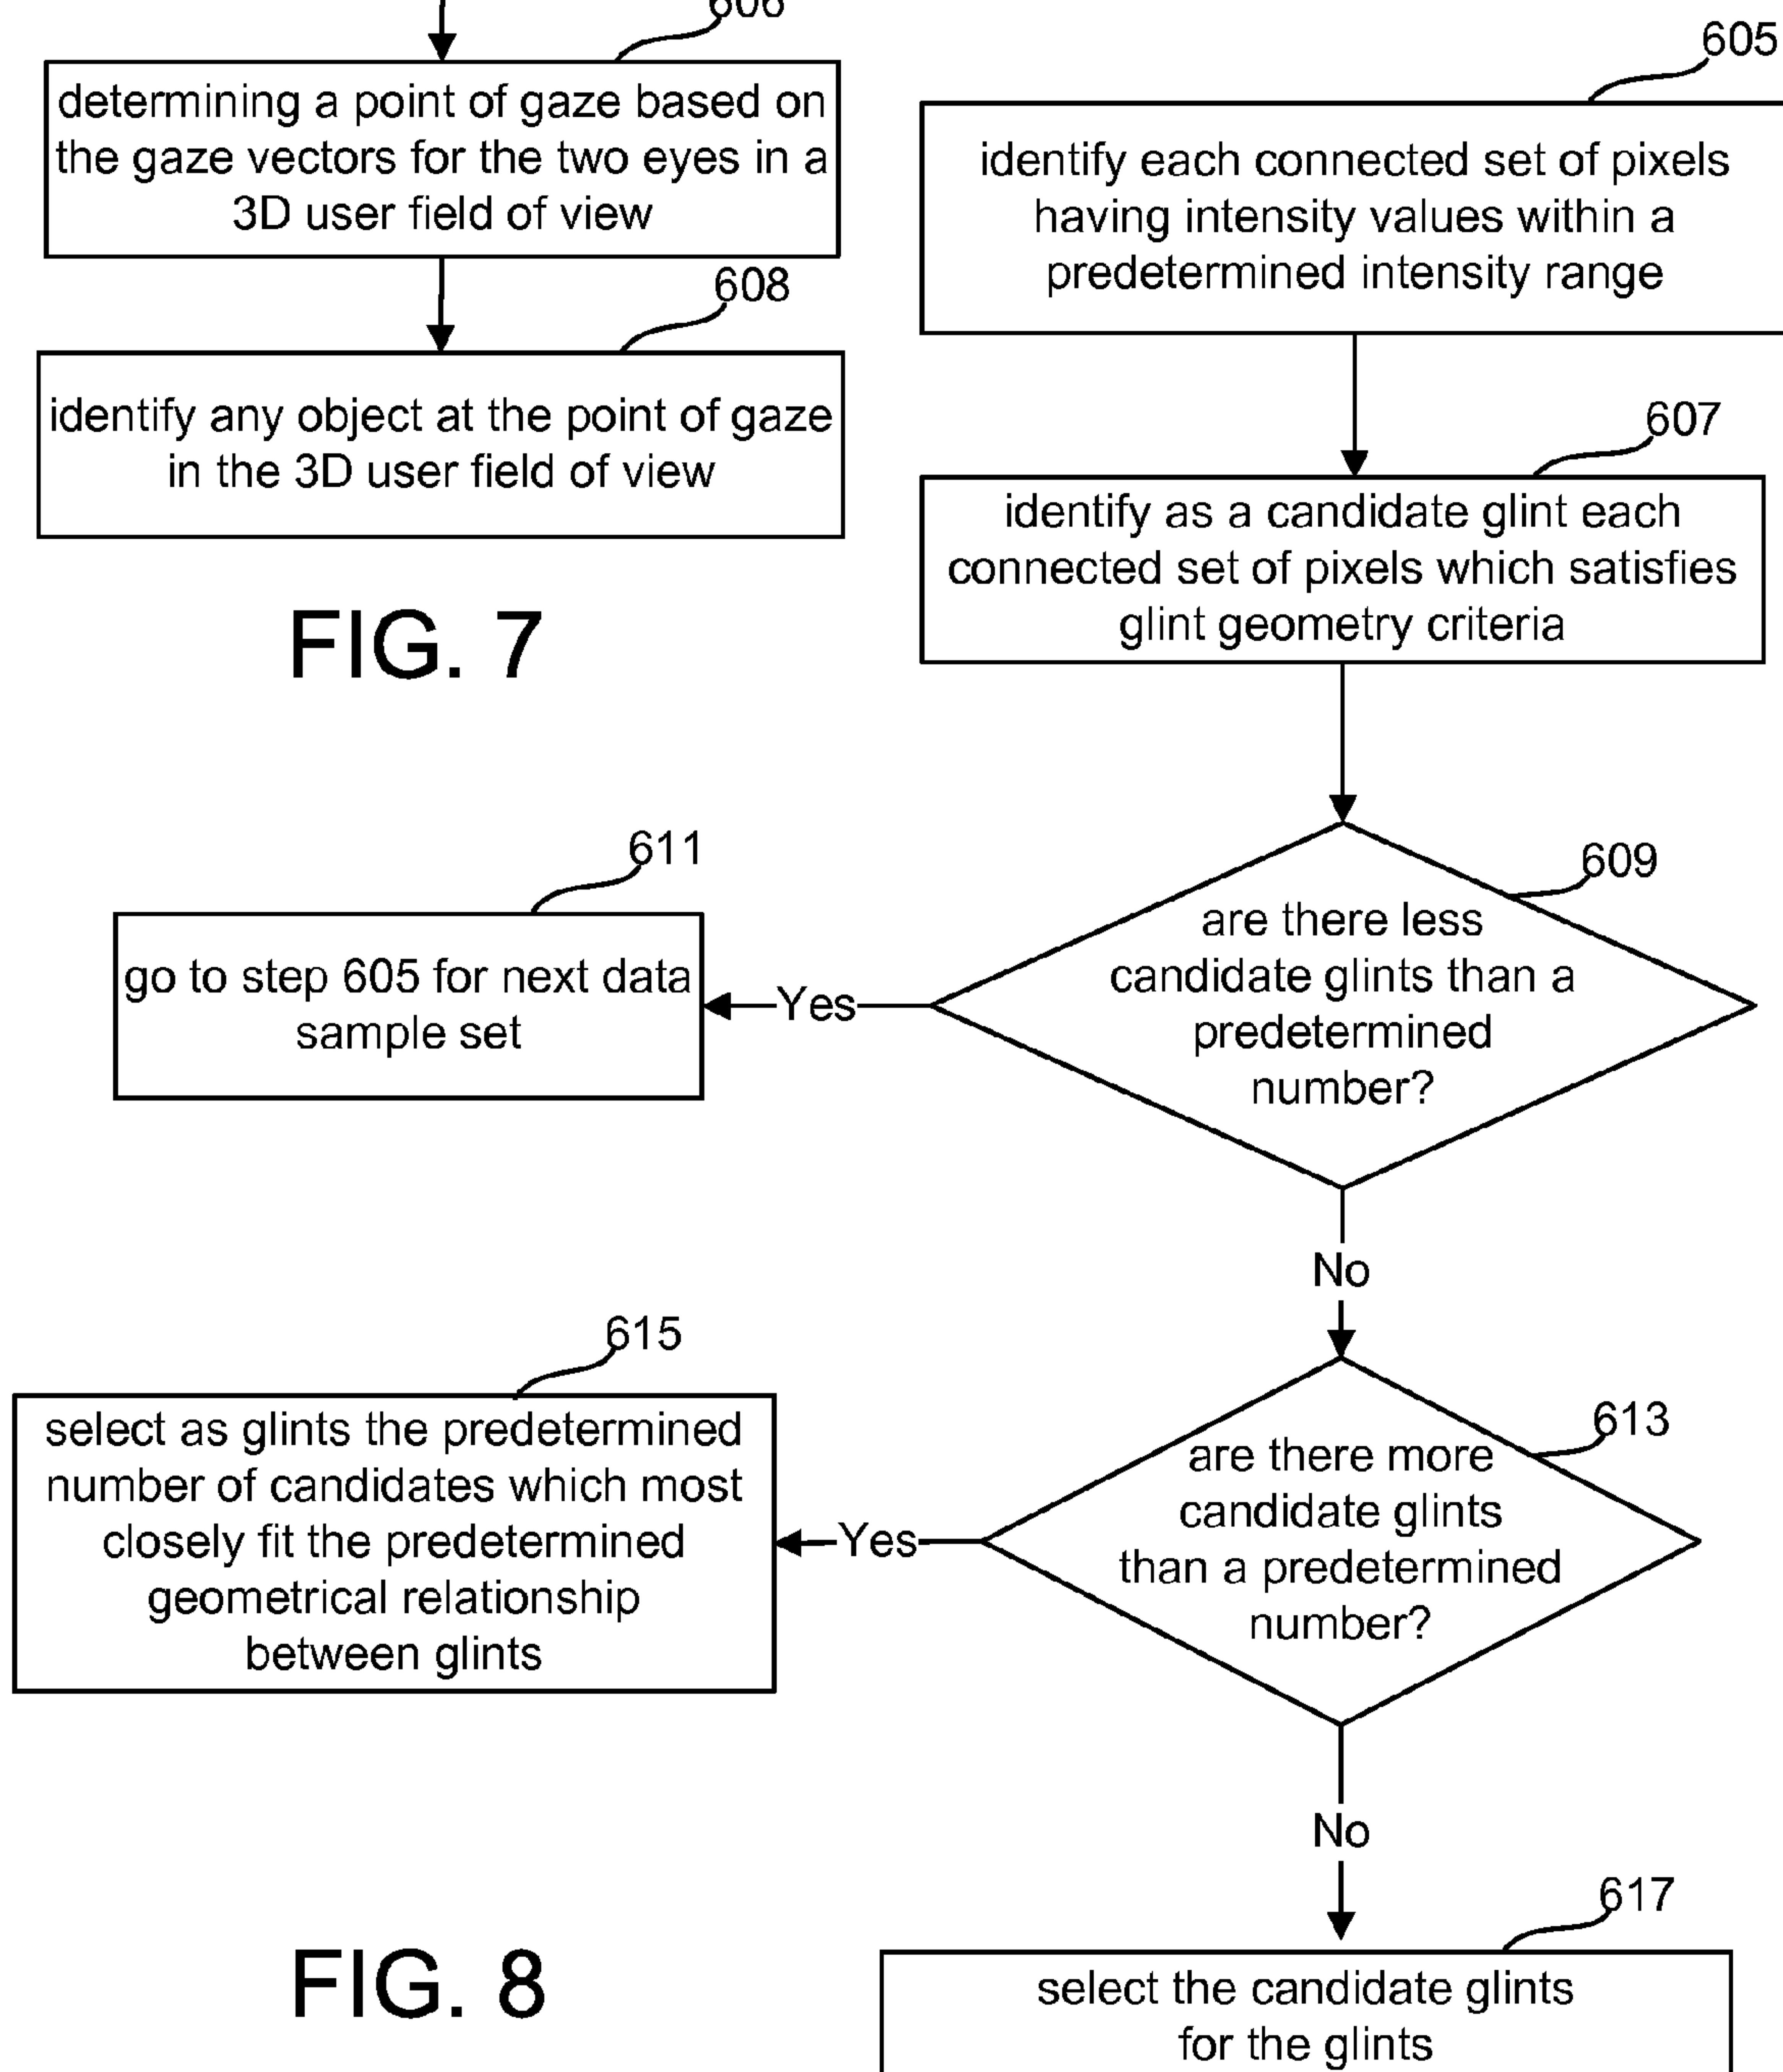 606
determining a point of gaze based on
the gaze vectors for the two eyes in a
3D user field of view
608
identify any object at the point of gaze
in the 3D user field of view
FIG. 7
605
identify each connected set of pixels
having intensity values within a
predetermined intensity range
607
identify as a candidate glint each
connected set of pixels which satisfies
glint geometry criteria
609
are there less
candidate glints than a
predetermined
number?
Yes
611
go to step 605 for next data
sample set
No
613
are there more
candidate glints
than a predetermined
number?
Yes
615
select as glints the predetermined
number of candidates which most
closely fit the predetermined
geometrical relationship
between glints
No
617
select the candidate glints
for the glints
FIG. 8